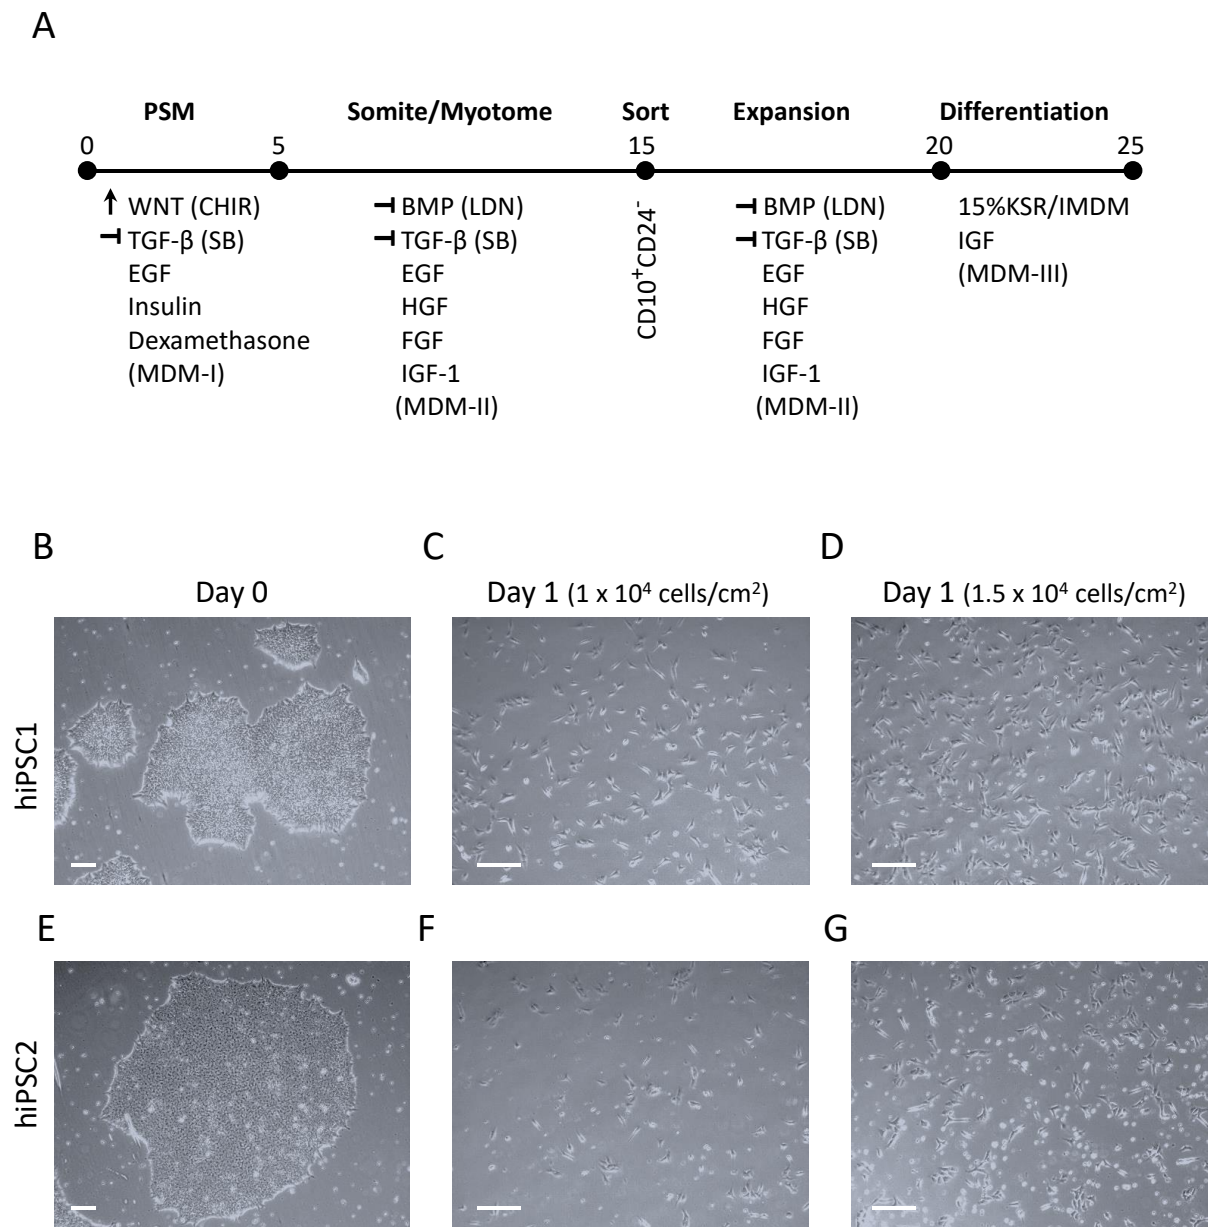 A
PSM Somite/Myotome Sort Expansion Differentiation
0 5 15 20 25
WNT (CHIR) BMP (LDN) BMP (LDN) 15%KSR/IMDM
TGF-β (SB) TGF-β (SB) TGF-β (SB) IGF
EGF EGF EGF (MDM-III)
Insulin HGF HGF
Dexamethasone FGF FGF
(MDM-I) IGF-1 IGF-1
(MDM-II) (MDM-II)
CD10⁺CD24⁻
B C D
Day 0 Day 1 (1 x 10⁴ cells/cm²) Day 1 (1.5 x 10⁴ cells/cm²)
hiPSC1
E F G
hiPSC2